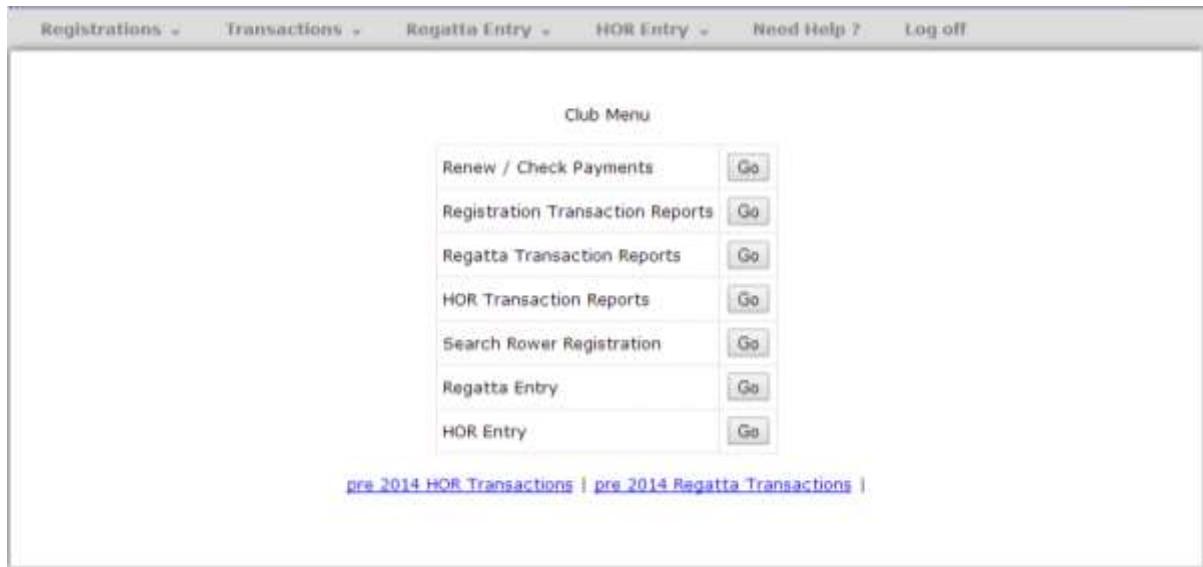 Registrations Transactions Regatta Entry HOR Entry Need Help ? Log off
Club Menu
Renew / Check Payments Go
Registration Transaction Reports Go
Regatta Transaction Reports Go
HOR Transaction Reports Go
Search Rower Registration Go
Regatta Entry Go
HOR Entry Go
pre 2014 HOR Transactions | pre 2014 Regatta Transactions |